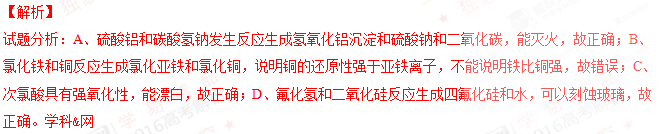 【解析】
试题分析：A、硫酸铝和碳酸氢钠发生反应生成氢氧化铝沉淀和硫酸钠和二氧化碳，能灭火，故正确；B、
氯化铁和铜反应生成氯化亚铁和氯化铜，说明铜的还原性强于亚铁离子，不能说明铁比铜强，故错误；C、
次氯酸具有强氧化性，能漂白，故正确；D、氟化氢和二氧化硅反应生成四氟化硅和水，可以刻蚀玻璃，故
正确。学科&网